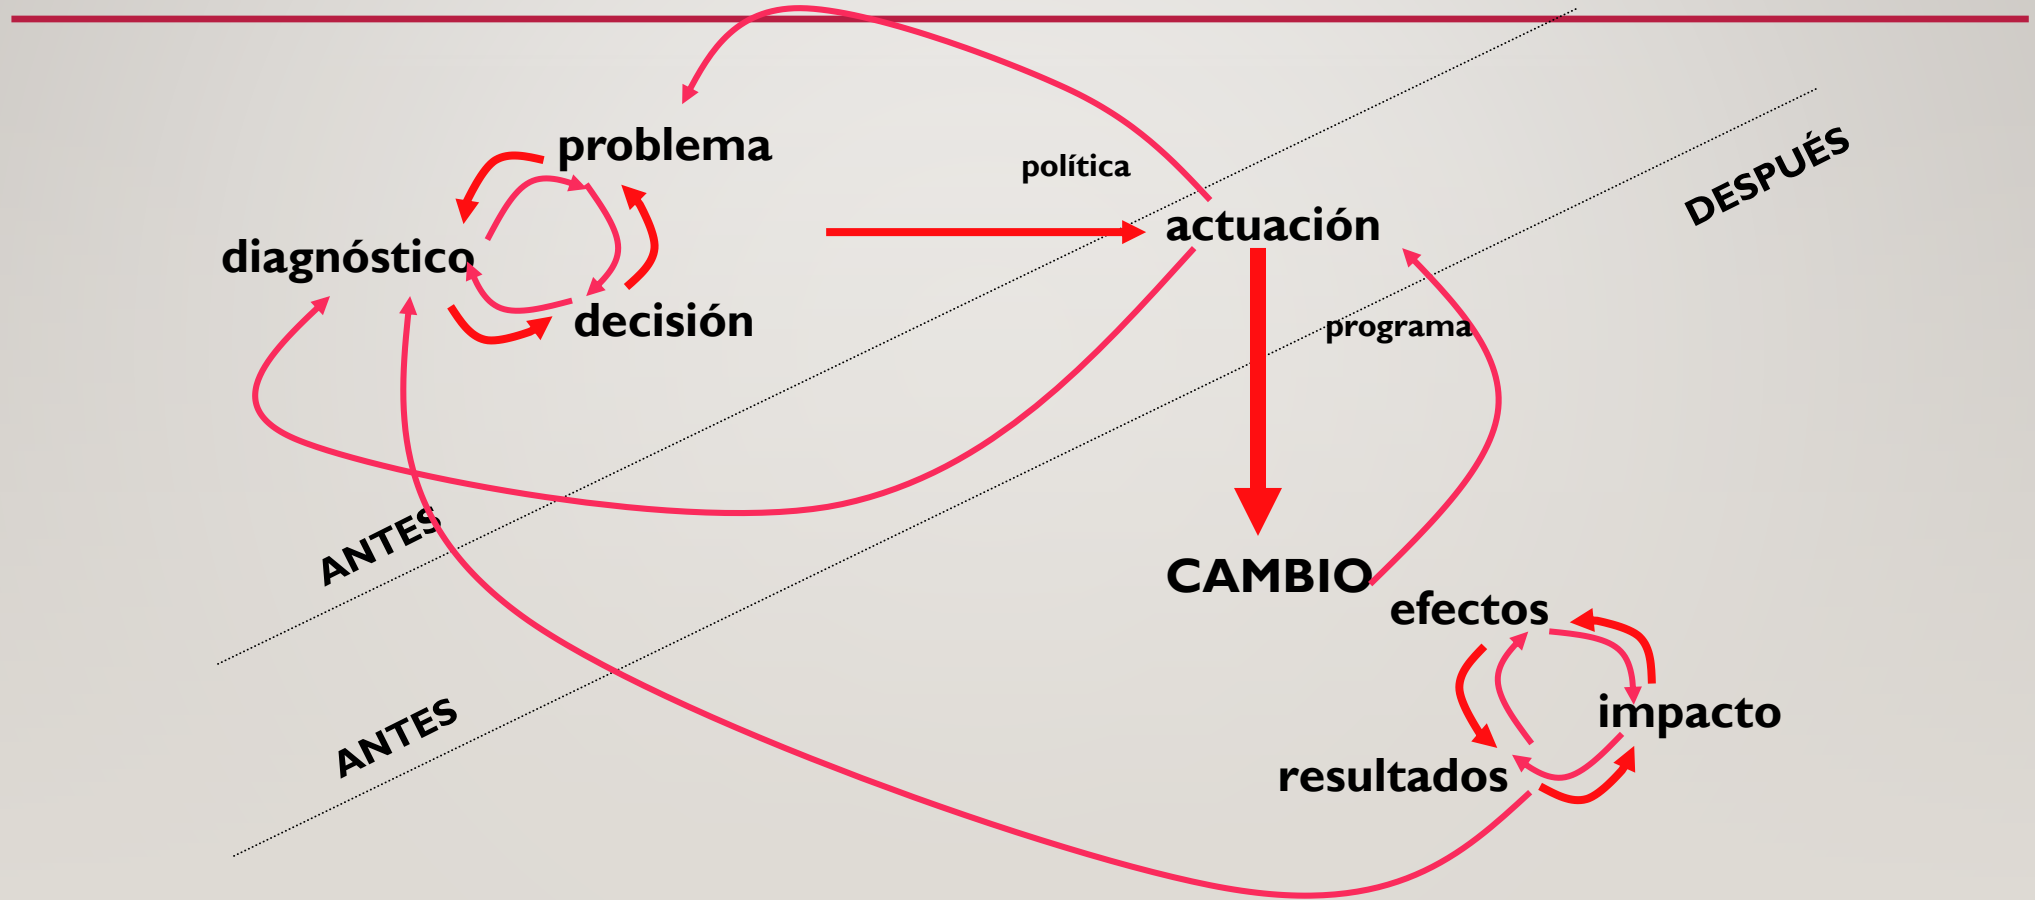 problema
política
DESPUÉS
actuación
diagnóstico
decisión
programa
ANTES
CAMBIO
efectos
impacto
ANTES
resultados